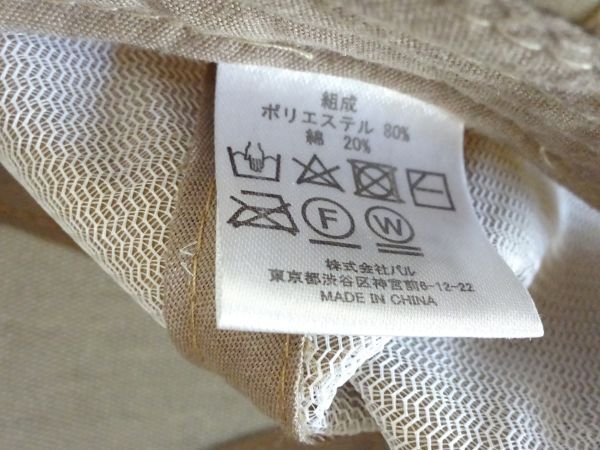 組成
ポリエステル 80%
綿 20%
F W
株式会社パル
東京都渋谷区神宮前6-12-22
MADE IN CHINA